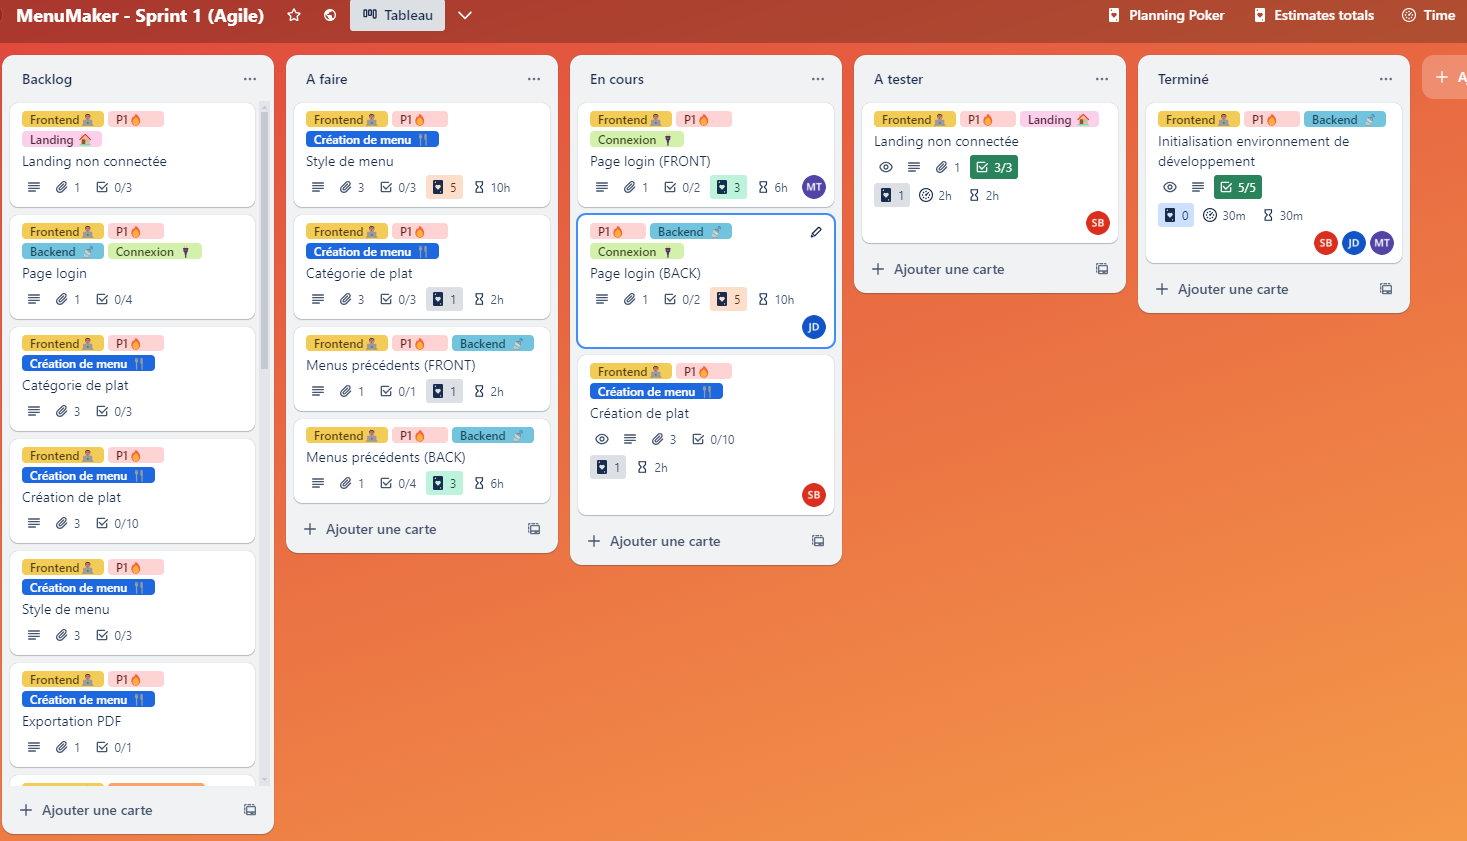 MenuMaker - Sprint 1 (Agile)
Tableau
Planning Poker
Estimates totals
Time
Backlog
Frontend P1
Landing
Landing non connectée
1 0/3
Frontend P1
Backend Connexion
Page login
1 0/4
Frontend P1
Création de menu
Catégorie de plat
3 0/3
Frontend P1
Création de menu
Création de plat
3 0/10
Frontend P1
Création de menu
Style de menu
3 0/3
Frontend P1
Création de menu
Exportation PDF
1 0/1
Ajouter une carte
A faire
Frontend P1
Création de menu
Style de menu
3 0/3 5 10h
Frontend P1
Création de menu
Catégorie de plat
3 0/3 1 2h
Frontend P1 Backend
Menus précédents (FRONT)
1 0/1 1 2h
Frontend P1 Backend
Menus précédents (BACK)
1 0/4 3 6h
Ajouter une carte
En cours
Frontend P1
Connexion
Page login (FRONT)
1 0/2 3 6h MT
P1 Backend
Connexion
Page login (BACK)
1 0/2 5 10h
JD
Frontend P1
Création de menu
Création de plat
3 0/10
1 2h
SB
Ajouter une carte
A tester
Frontend P1 Landing
Landing non connectée
1 3/3
1 2h 2h
SB
Ajouter une carte
Terminé
Frontend P1 Backend
Initialisation environnement de
développement
5/5
0 30m 30m
SB JD MT
Ajouter une carte